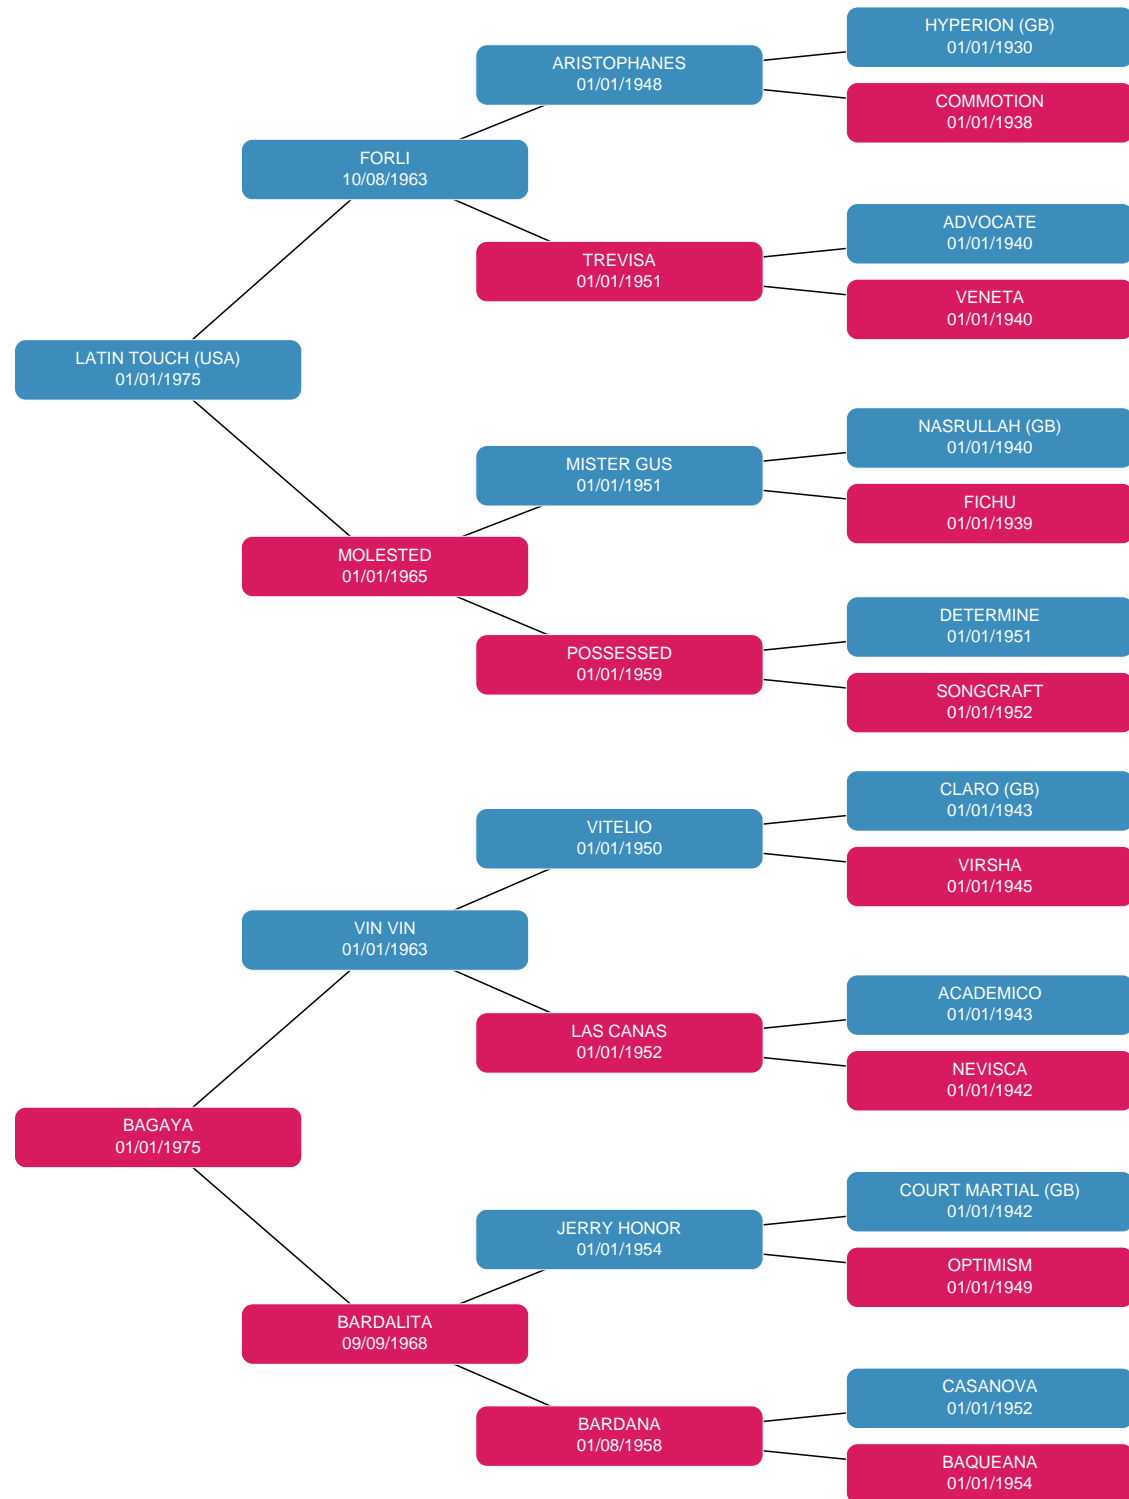 HYPERION (GB)
01/01/1930
ARISTOPHANES
01/01/1948
COMMOTION
01/01/1938
FORLI
10/08/1963
ADVOCATE
01/01/1940
TREVISA
01/01/1951
VENETA
01/01/1940
LATIN TOUCH (USA)
01/01/1975
NASRULLAH (GB)
01/01/1940
MISTER GUS
01/01/1951
FICHU
01/01/1939
MOLESTED
01/01/1965
DETERMINE
01/01/1951
POSSESSED
01/01/1959
SONGCRAFT
01/01/1952
CLARO (GB)
01/01/1943
VITELIO
01/01/1950
VIRSHA
01/01/1945
VIN VIN
01/01/1963
ACADEMICO
01/01/1943
LAS CANAS
01/01/1952
NEVISCA
01/01/1942
BAGAYA
01/01/1975
COURT MARTIAL (GB)
01/01/1942
JERRY HONOR
01/01/1954
OPTIMISM
01/01/1949
BARDALITA
09/09/1968
CASANOVA
01/01/1952
BARDANA
01/08/1958
BAQUEANA
01/01/1954